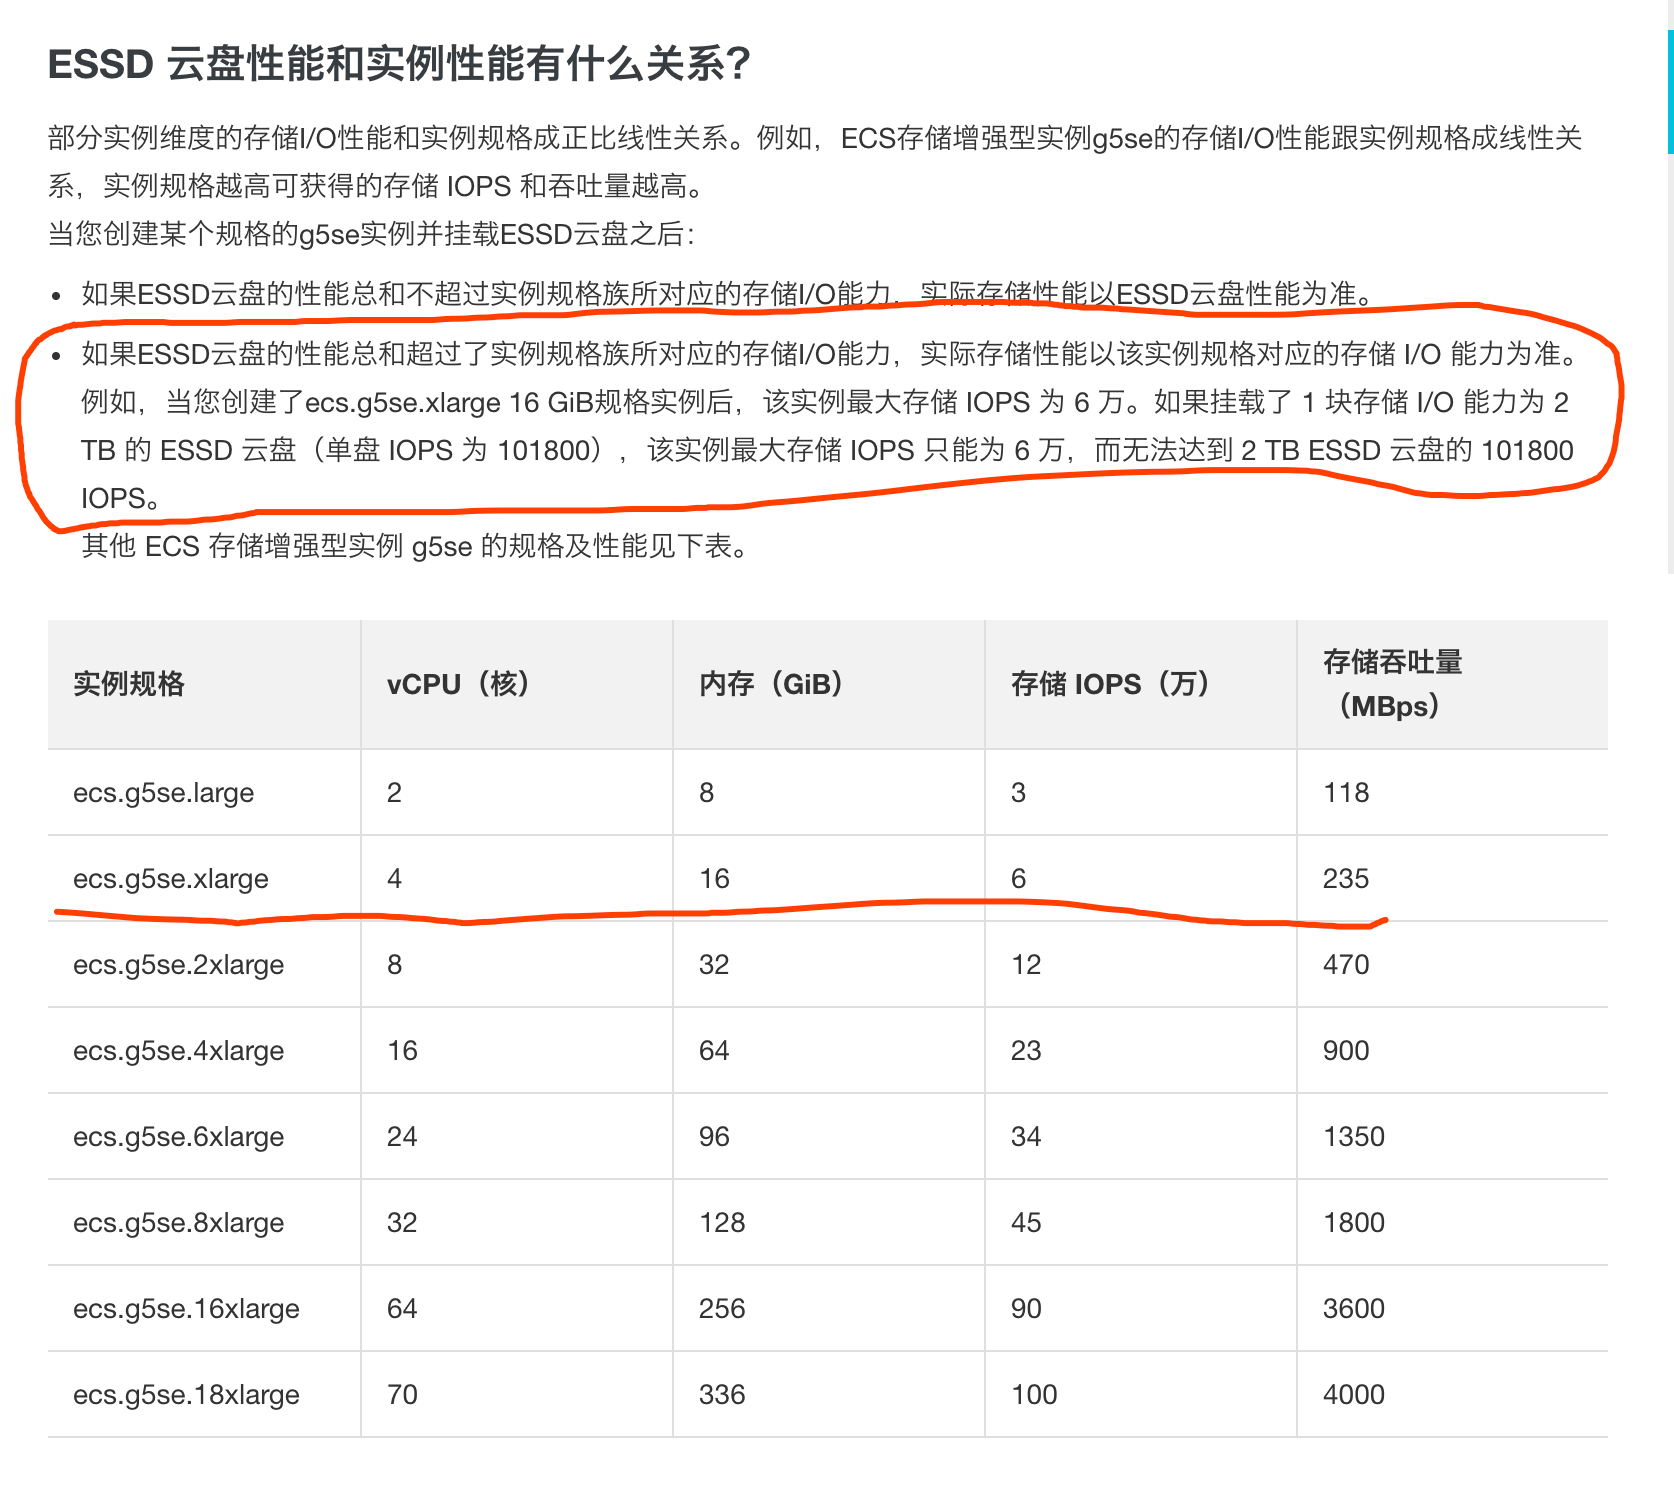 ESSD 云盘性能和实例性能有什么关系?
部分实例维度的存储I/O性能和实例规格成正比线性关系。例如，ECS存储增强型实例g5se的存储I/O性能跟实例规格成线性关
系，实例规格越高可获得的存储 IOPS 和吞吐量越高。
当您创建某个规格的g5se实例并挂载ESSD云盘之后：
• 如果ESSD云盘的性能总和不超过实例规格族所对应的存储I/O能力，实际存储性能以ESSD云盘性能为准。
• 如果ESSD云盘的性能总和超过了实例规格族所对应的存储I/O能力，实际存储性能以该实例规格对应的存储 I/O 能力为准。
例如，当您创建了ecs.g5se.xlarge 16 GiB规格实例后，该实例最大存储 IOPS 为 6 万。如果挂载了 1 块存储 I/O 能力为 2
TB 的 ESSD 云盘（单盘 IOPS 为 101800），该实例最大存储 IOPS 只能为 6 万，而无法达到 2 TB ESSD 云盘的 101800
IOPS。
其他 ECS 存储增强型实例 g5se 的规格及性能见下表。
实例规格 vCPU（核） 内存（GiB） 存储 IOPS（万） 存储吞吐量
（MBps）
ecs.g5se.large 2 8 3 118
ecs.g5se.xlarge 4 16 6 235
ecs.g5se.2xlarge 8 32 12 470
ecs.g5se.4xlarge 16 64 23 900
ecs.g5se.6xlarge 24 96 34 1350
ecs.g5se.8xlarge 32 128 45 1800
ecs.g5se.16xlarge 64 256 90 3600
ecs.g5se.18xlarge 70 336 100 4000